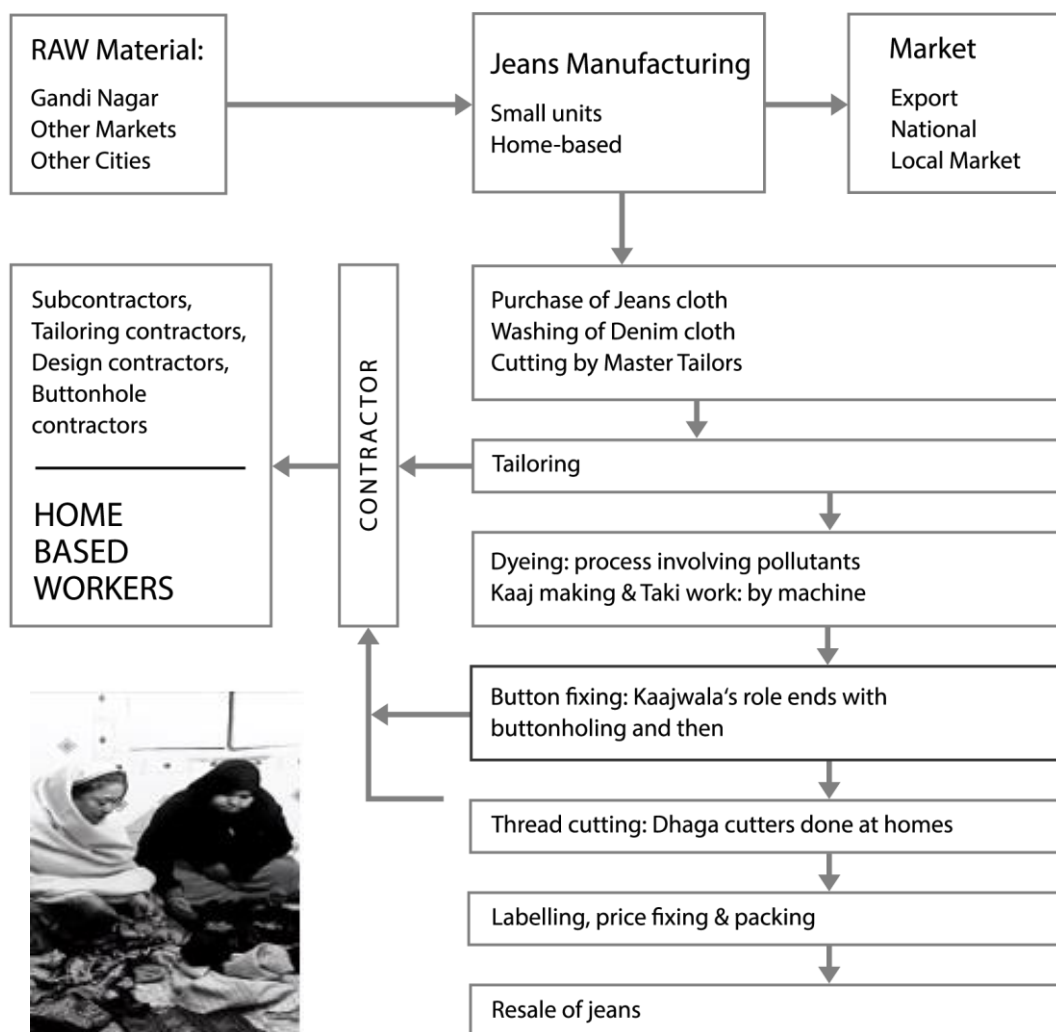 RAW Material:
Gandi Nagar
Other Markets
Other Cities
Jeans Manufacturing
Small units
Home-based
Market
Export
National
Local Market
Subcontractors,
Tailoring contractors,
Design contractors,
Buttonhole
contractors
HOME
BASED
WORKERS
CONTRACTOR
Purchase of Jeans cloth
Washing of Denim cloth
Cutting by Master Tailors
Tailoring
Dyeing: process involving pollutants
Kaaj making & Taki work: by machine
Button fixing: Kaajwala‘s role ends with
buttonholing and then
Thread cutting: Dhaga cutters done at homes
Labelling, price fixing & packing
Resale of jeans